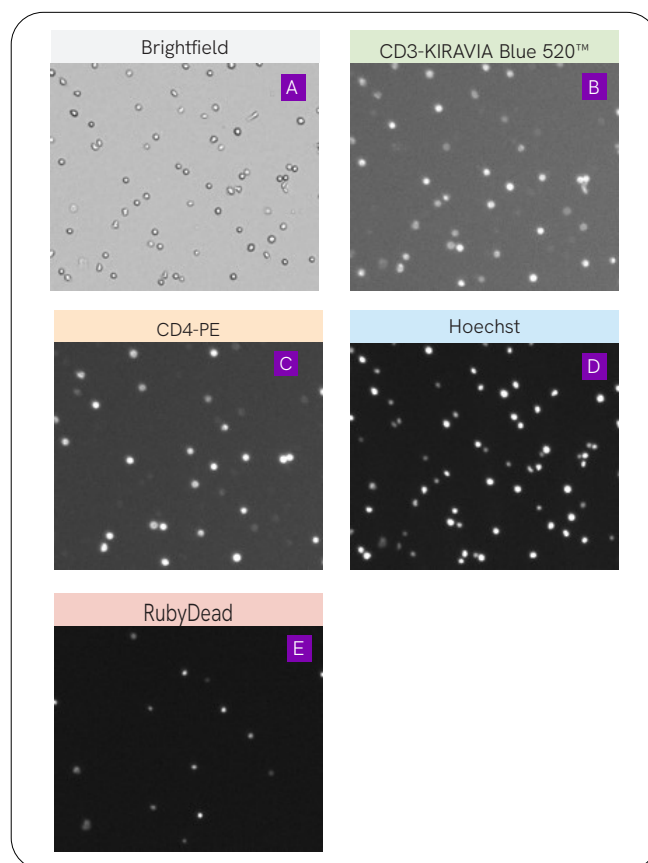 Brightfield
A
CD3-KIRAVIA Blue 520™
B
CD4-PE
C
Hoechst
D
RubyDead
E